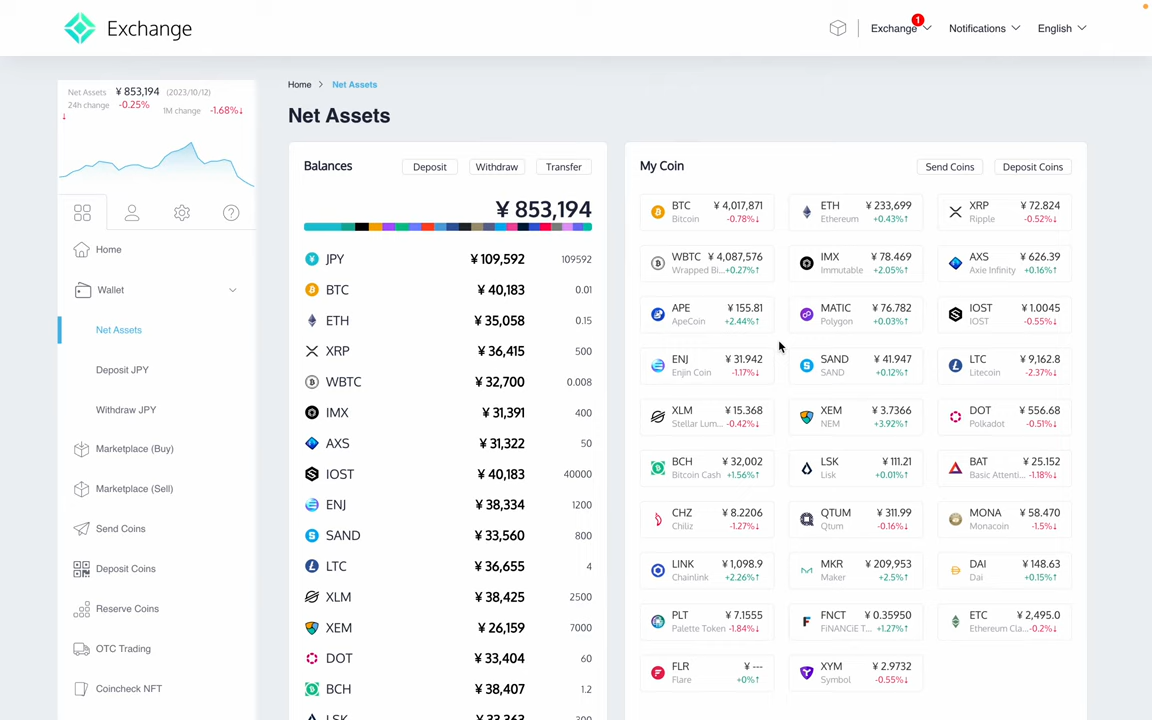 Exchange
Exchange 1
Notifications
English
Net Assets ¥ 853,194 (2023/10/12)
24h change -0.25%↓ 1M change -1.68%↓
Home
Wallet
Net Assets
Deposit JPY
Withdraw JPY
Marketplace (Buy)
Marketplace (Sell)
Send Coins
Deposit Coins
Reserve Coins
OTC Trading
Coincheck NFT
Home > Net Assets
Net Assets
Balances Deposit Withdraw Transfer
¥ 853,194
JPY ¥ 109,592 109592
BTC ¥ 40,183 0.01
ETH ¥ 35,058 0.15
XRP ¥ 36,415 500
WBTC ¥ 32,700 0.008
IMX ¥ 31,391 400
AXS ¥ 31,322 50
IOST ¥ 40,183 40000
ENJ ¥ 38,334 1200
SAND ¥ 33,560 800
LTC ¥ 36,655 4
XLM ¥ 38,425 2500
XEM ¥ 26,159 7000
DOT ¥ 33,404 60
BCH ¥ 38,407 1.2
LSK ¥ 33,363 300
My Coin Send Coins Deposit Coins
BTC ¥ 4,017,871
Bitcoin -0.78%↓
ETH ¥ 233,699
Ethereum +0.43%↑
XRP ¥ 72.824
Ripple -0.52%↓
WBTC ¥ 4,087,576
Wrapped Bi... +0.27%↑
IMX ¥ 78.469
Immutable +2.05%↑
AXS ¥ 626.39
Axie Infinity +0.16%↑
APE ¥ 155.81
ApeCoin +2.44%↑
MATIC ¥ 76.782
Polygon +0.03%↑
IOST ¥ 1.0045
IOST -0.55%↓
ENJ ¥ 31.942
Enjin Coin -1.17%↓
SAND ¥ 41.947
SAND +0.12%↑
LTC ¥ 9,162.8
Litecoin -2.37%↓
XLM ¥ 15.368
Stellar Lum... -0.42%↓
XEM ¥ 3.7366
NEM +3.92%↑
DOT ¥ 556.68
Polkadot -0.51%↓
BCH ¥ 32,002
Bitcoin Cash +1.56%↑
LSK ¥ 111.21
Lisk +0.01%↑
BAT ¥ 25.152
Basic Attenti... -1.18%↓
CHZ ¥ 8.2206
Chiliz -1.27%↓
QTUM ¥ 311.99
Qtum -0.16%↓
MONA ¥ 58.470
Monacoin -1.5%↓
LINK ¥ 1,098.9
Chainlink +2.26%↑
MKR ¥ 209,953
Maker +2.5%↑
DAI ¥ 148.63
Dai +0.15%↑
PLT ¥ 7.1555
Palette Token -1.84%↓
FNCT ¥ 0.35950
FiNANCiE T... +1.27%↑
ETC ¥ 2,495.0
Ethereum Cla... -0.2%↓
FLR ¥ ---
Flare +0%↑
XYM ¥ 2.9732
Symbol -0.55%↓